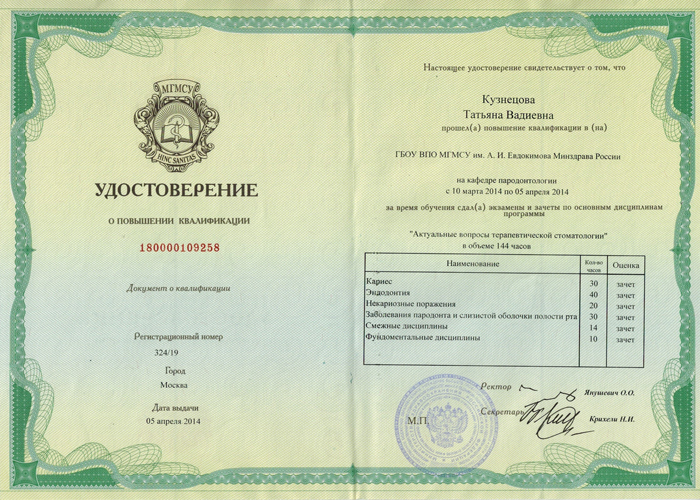 МГМСУ
HINC SANITAS
УДОСТОВЕРЕНИЕ
О ПОВЫШЕНИИ КВАЛИФИКАЦИИ
180000109258
Документ о квалификации
Регистрационный номер
324/19
Город
Москва
Дата выдачи
05 апреля 2014
Настоящее удостоверение свидетельствует о том, что
Кузнецова
Татьяна Вадиевна
прошел(а) повышение квалификации в (на)
ГБОУ ВПО МГМСУ им. А. И. Евдокимова Минздрава России
на кафедре пародонтологии
с 10 марта 2014 по 05 апреля 2014
за время обучения сдал(а) экзамены и зачеты по основным дисциплинам
программы
"Актуальные вопросы терапевтической стоматологии"
в объеме 144 часов
Наименование Кол-во часов Оценка
Кариес 30 зачет
Эндодонтия 40 зачет
Некариозные поражения 20 зачет
Заболевания пародонта и слизистой оболочки полости рта 30 зачет
Смежные дисциплины 14 зачет
Фундоментальные дисциплины 10 зачет
Ректор Янушевич О.О.
Секретарь Крихели Н.И.
М.П.